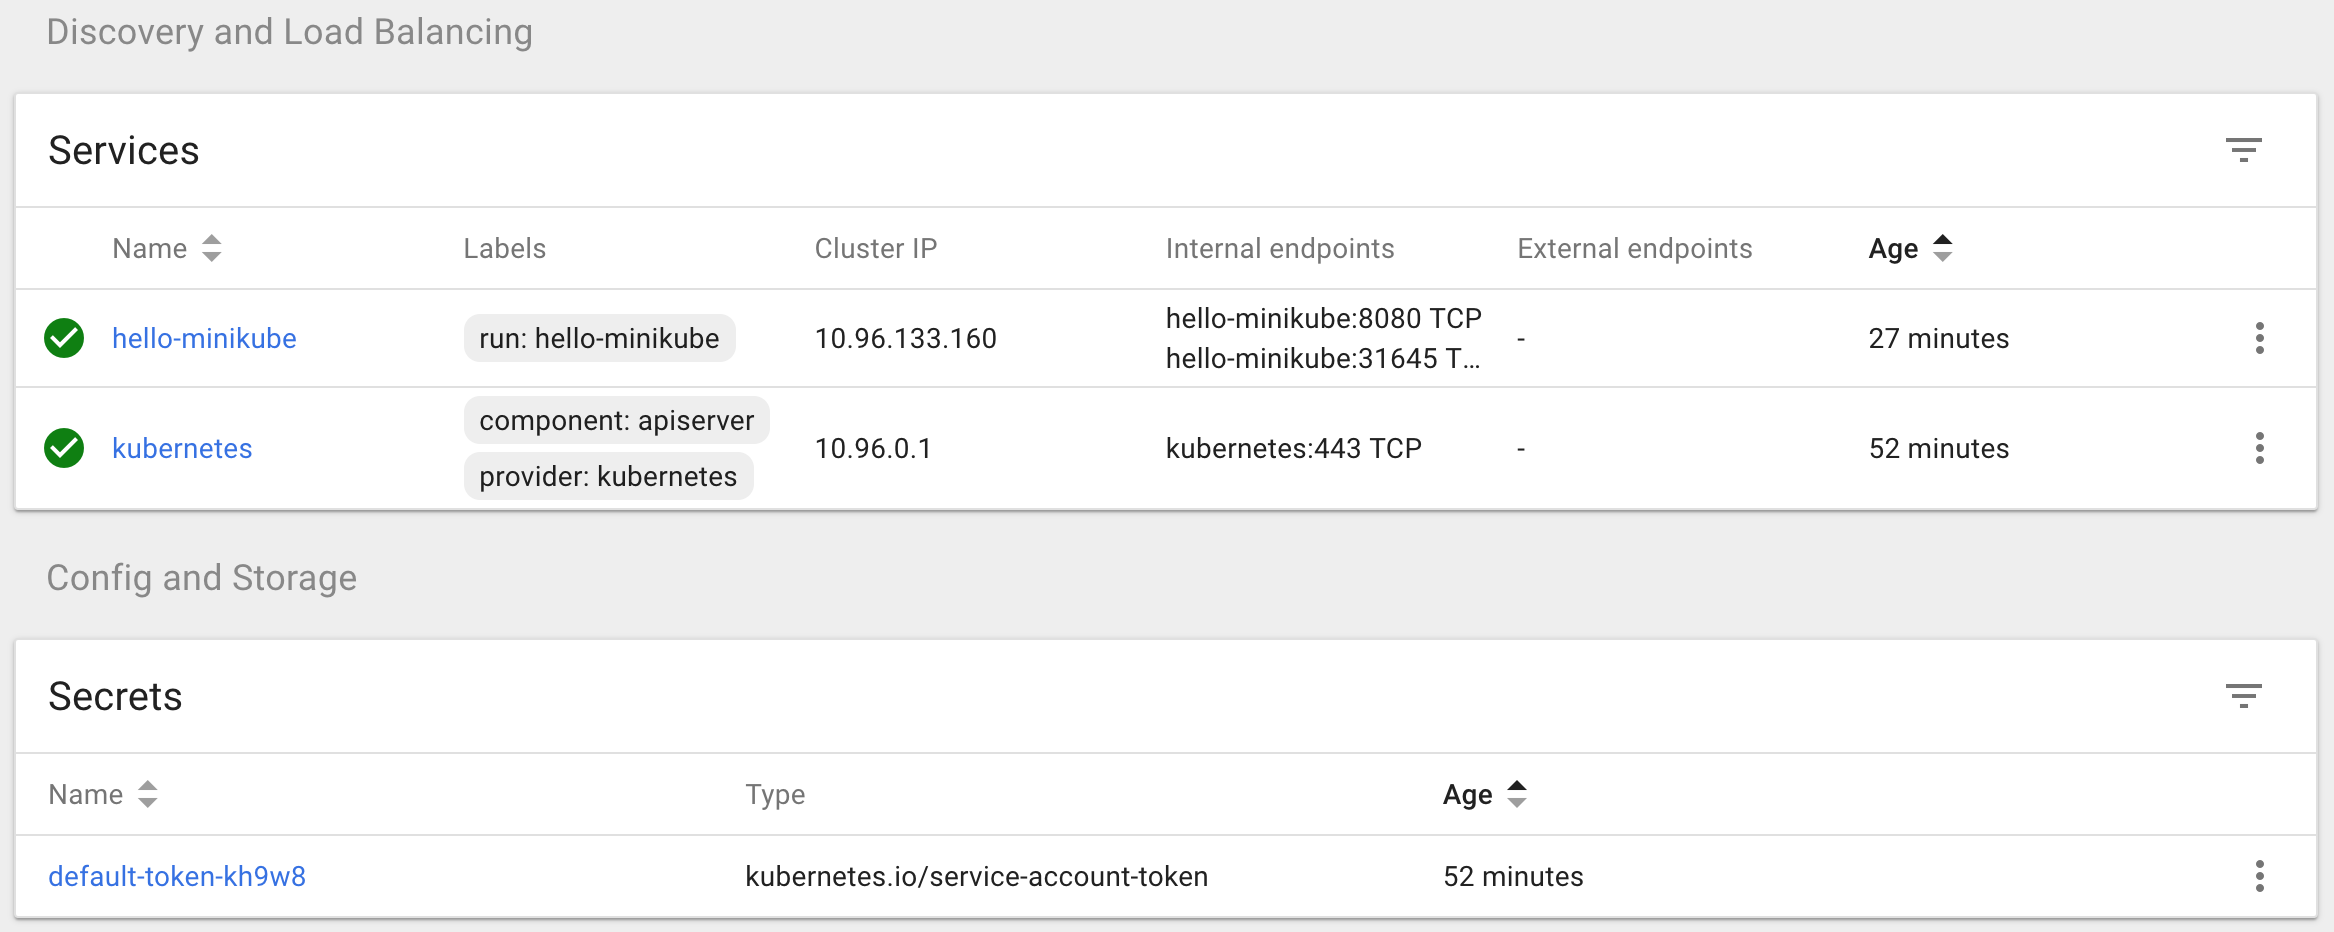 Discovery and Load Balancing
Services
Name Labels Cluster IP Internal endpoints External endpoints Age
hello-minikube run: hello-minikube 10.96.133.160 hello-minikube:8080 TCP - 27 minutes
hello-minikube:31645 T...
component: apiserver
kubernetes 10.96.0.1 kubernetes:443 TCP - 52 minutes
provider: kubernetes
Config and Storage
Secrets
Name Type Age
default-token-kh9w8 kubernetes.io/service-account-token 52 minutes